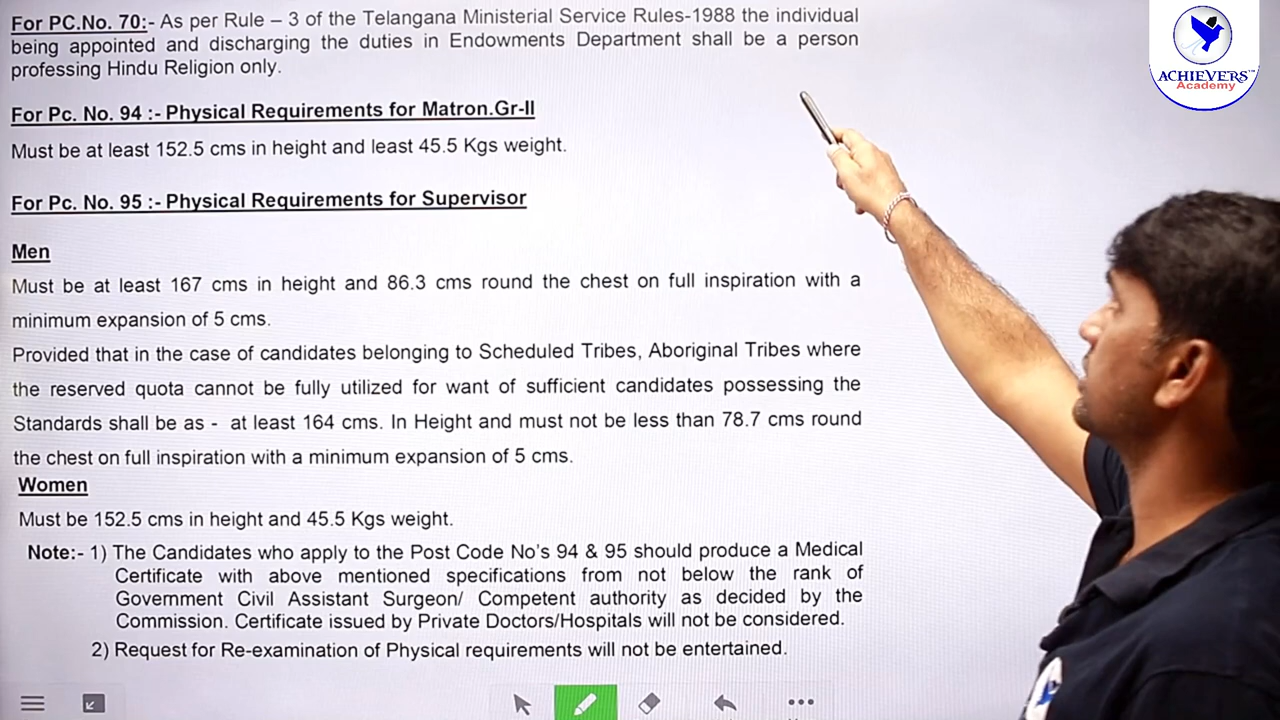 For PC.No. 70:- As per Rule – 3 of the Telangana Ministerial Service Rules-1988 the individual
being appointed and discharging the duties in Endowments Department shall be a person
professing Hindu Religion only.
For Pc. No. 94 :- Physical Requirements for Matron.Gr-II
Must be at least 152.5 cms in height and least 45.5 Kgs weight.
For Pc. No. 95 :- Physical Requirements for Supervisor
Men
Must be at least 167 cms in height and 86.3 cms round the chest on full inspiration with a
minimum expansion of 5 cms.
Provided that in the case of candidates belonging to Scheduled Tribes, Aboriginal Tribes where
the reserved quota cannot be fully utilized for want of sufficient candidates possessing the
Standards shall be as - at least 164 cms. In Height and must not be less than 78.7 cms round
the chest on full inspiration with a minimum expansion of 5 cms.
Women
Must be 152.5 cms in height and 45.5 Kgs weight.
Note:- 1) The Candidates who apply to the Post Code No's 94 & 95 should produce a Medical
Certificate with above mentioned specifications from not below the rank of
Government Civil Assistant Surgeon/ Competent authority as decided by the
Commission. Certificate issued by Private Doctors/Hospitals will not be considered.
2) Request for Re-examination of Physical requirements will not be entertained.
ACHIEVERS™
Academy